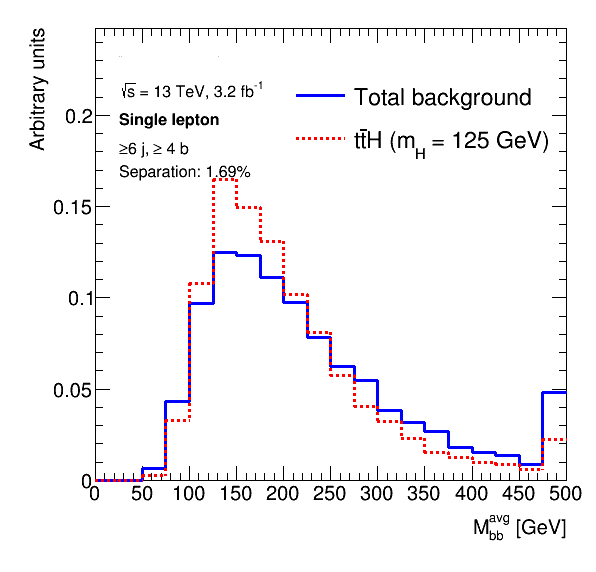 Arbitrary units
√s = 13 TeV, 3.2 fb⁻¹
Single lepton
≥6 j, ≥ 4 b
Separation: 1.69%
Total background
tt̄H (m_H = 125 GeV)
0.2
0.15
0.1
0.05
0
0 50 100 150 200 250 300 350 400 450 500
M_bb^avg [GeV]